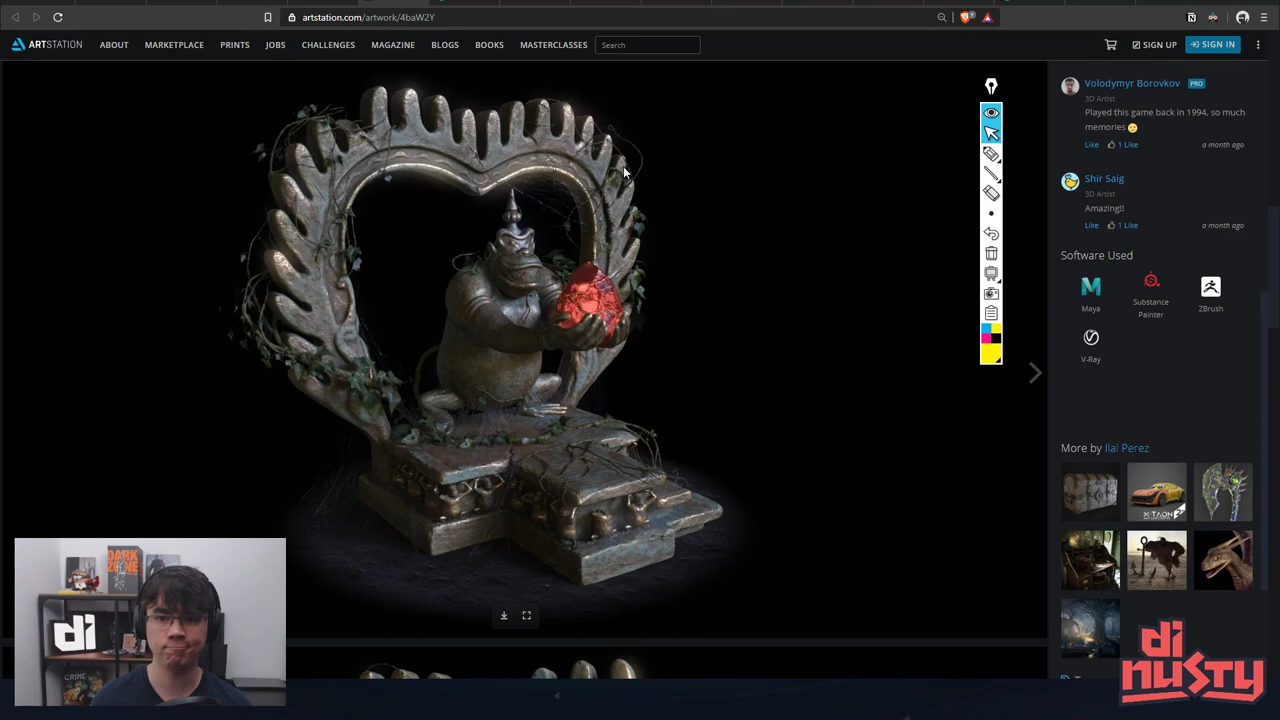 artstation.com/artwork/4baW2Y
ARTSTATION
ABOUT
MARKETPLACE
PRINTS
JOBS
CHALLENGES
MAGAZINE
BLOGS
BOOKS
MASTERCLASSES
Search
SIGN UP
SIGN IN
Volodymyr Borovkov PRO
3D Artist
Played this game back in 1994, so much
memories
Like 1 Like a month ago
Shir Saig
3D Artist
Amazing!!
Like 1 Like a month ago
Software Used
Maya
Substance
Painter
ZBrush
V-Ray
More by Ilai Perez
X-TAON
DARK
ZONE
di
CRIME
di
nusty